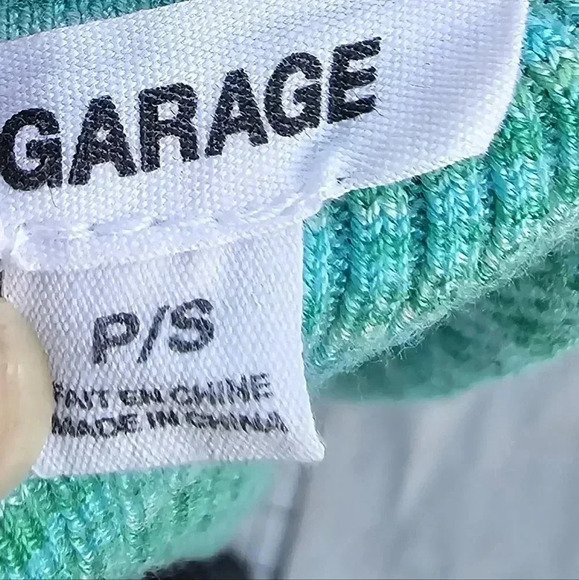 GARAGE
P/S
FAIT EN CHINE
MADE IN CHINA